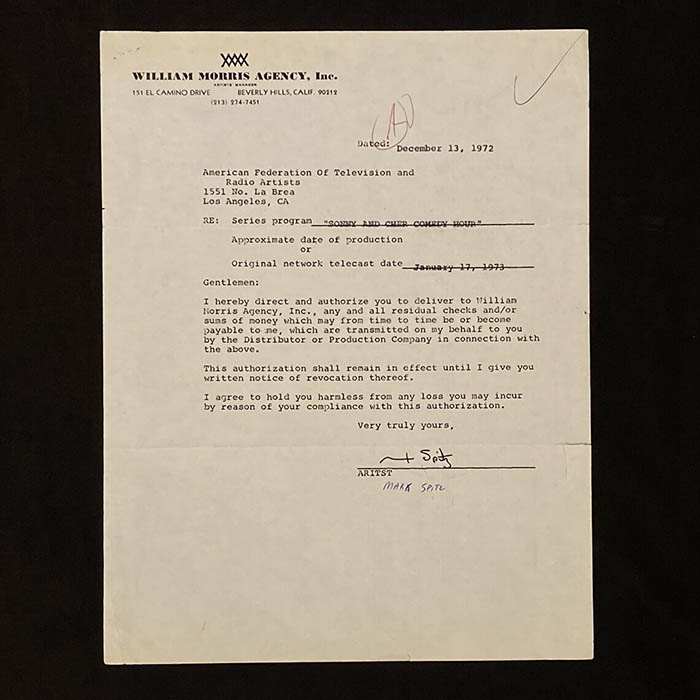 WILLIAM MORRIS AGENCY, Inc.
ARTISTS' MANAGER
151 EL CAMINO DRIVE BEVERLY HILLS, CALIF. 90212
(213) 274-7451
Dated: December 13, 1972
American Federation Of Television and
Radio Artists
1551 No. La Brea
Los Angeles, CA
RE: Series program "SONNY AND CHER COMEDY HOUR"
Approximate date of production
or
Original network telecast date January 17, 1973
Gentlemen:
I hereby direct and authorize you to deliver to William
Morris Agency, Inc., any and all residual checks and/or
sums of money which may from time to time be or become
payable to me, which are transmitted on my behalf to you
by the Distributor or Production Company in connection with
the above.
This authorization shall remain in effect until I give you
written notice of revocation thereof.
I agree to hold you harmless from any loss you may incur
by reason of your compliance with this authorization.
Very truly yours,
Spitz
ARITST
MARK SPITZ